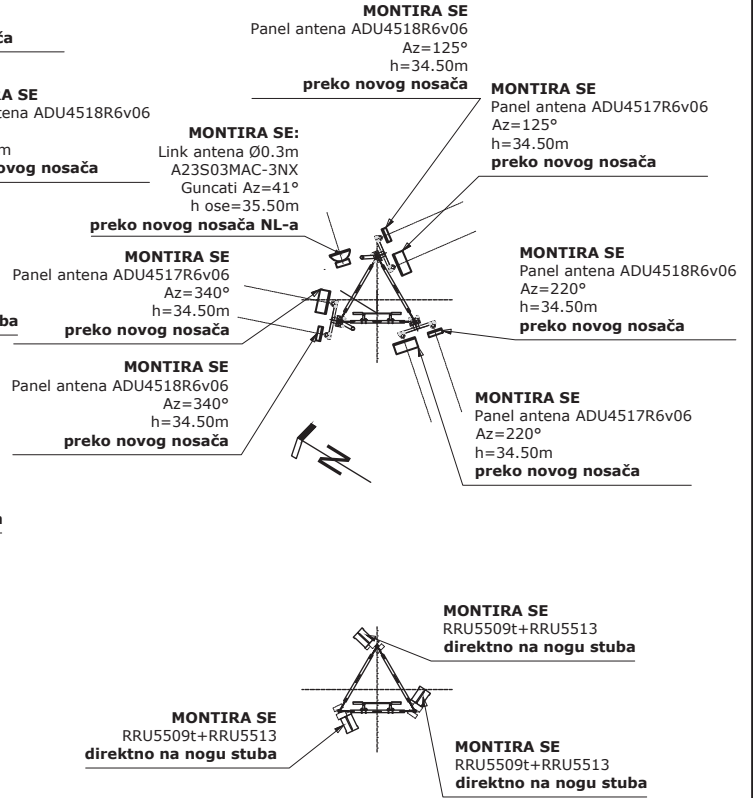 MONTIRA SE
Panel antena ADU4518R6v06
Az=125°
h=34.50m
preko novog nosača
MONTIRA SE
Panel antena ADU4517R6v06
Az=125°
h=34.50m
preko novog nosača
ADU4518R6v06
nosača
MONTIRA SE:
Link antena Ø0.3m
A23S03MAC-3NX
Guncati Az=41°
h ose=35.50m
preko novog nosača NL-a
MONTIRA SE
Panel antena ADU4517R6v06
Az=340°
h=34.50m
preko novog nosača
MONTIRA SE
Panel antena ADU4518R6v06
Az=220°
h=34.50m
preko novog nosača
MONTIRA SE
Panel antena ADU4518R6v06
Az=340°
h=34.50m
preko novog nosača
MONTIRA SE
Panel antena ADU4517R6v06
Az=220°
h=34.50m
preko novog nosača
N
MONTIRA SE
RRU5509t+RRU5513
direktno na nogu stuba
MONTIRA SE
RRU5509t+RRU5513
direktno na nogu stuba
MONTIRA SE
RRU5509t+RRU5513
direktno na nogu stuba